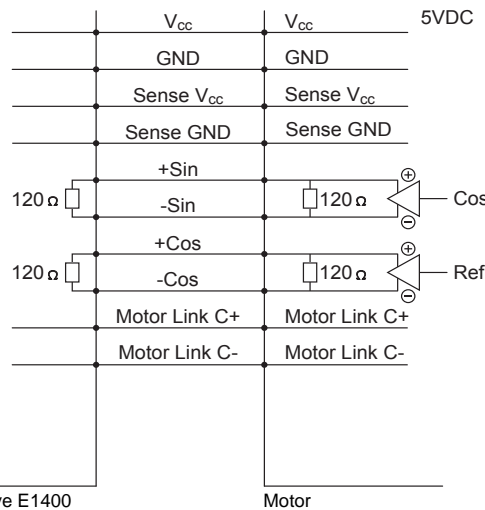 Vcc Vcc 5VDC
GND GND
Sense Vcc Sense Vcc
Sense GND Sense GND
+Sin
120 Ω 120 Ω Cos
-Sin
+Cos
120 Ω 120 Ω Ref
-Cos
Motor Link C+ Motor Link C+
Motor Link C- Motor Link C-
ve E1400 Motor